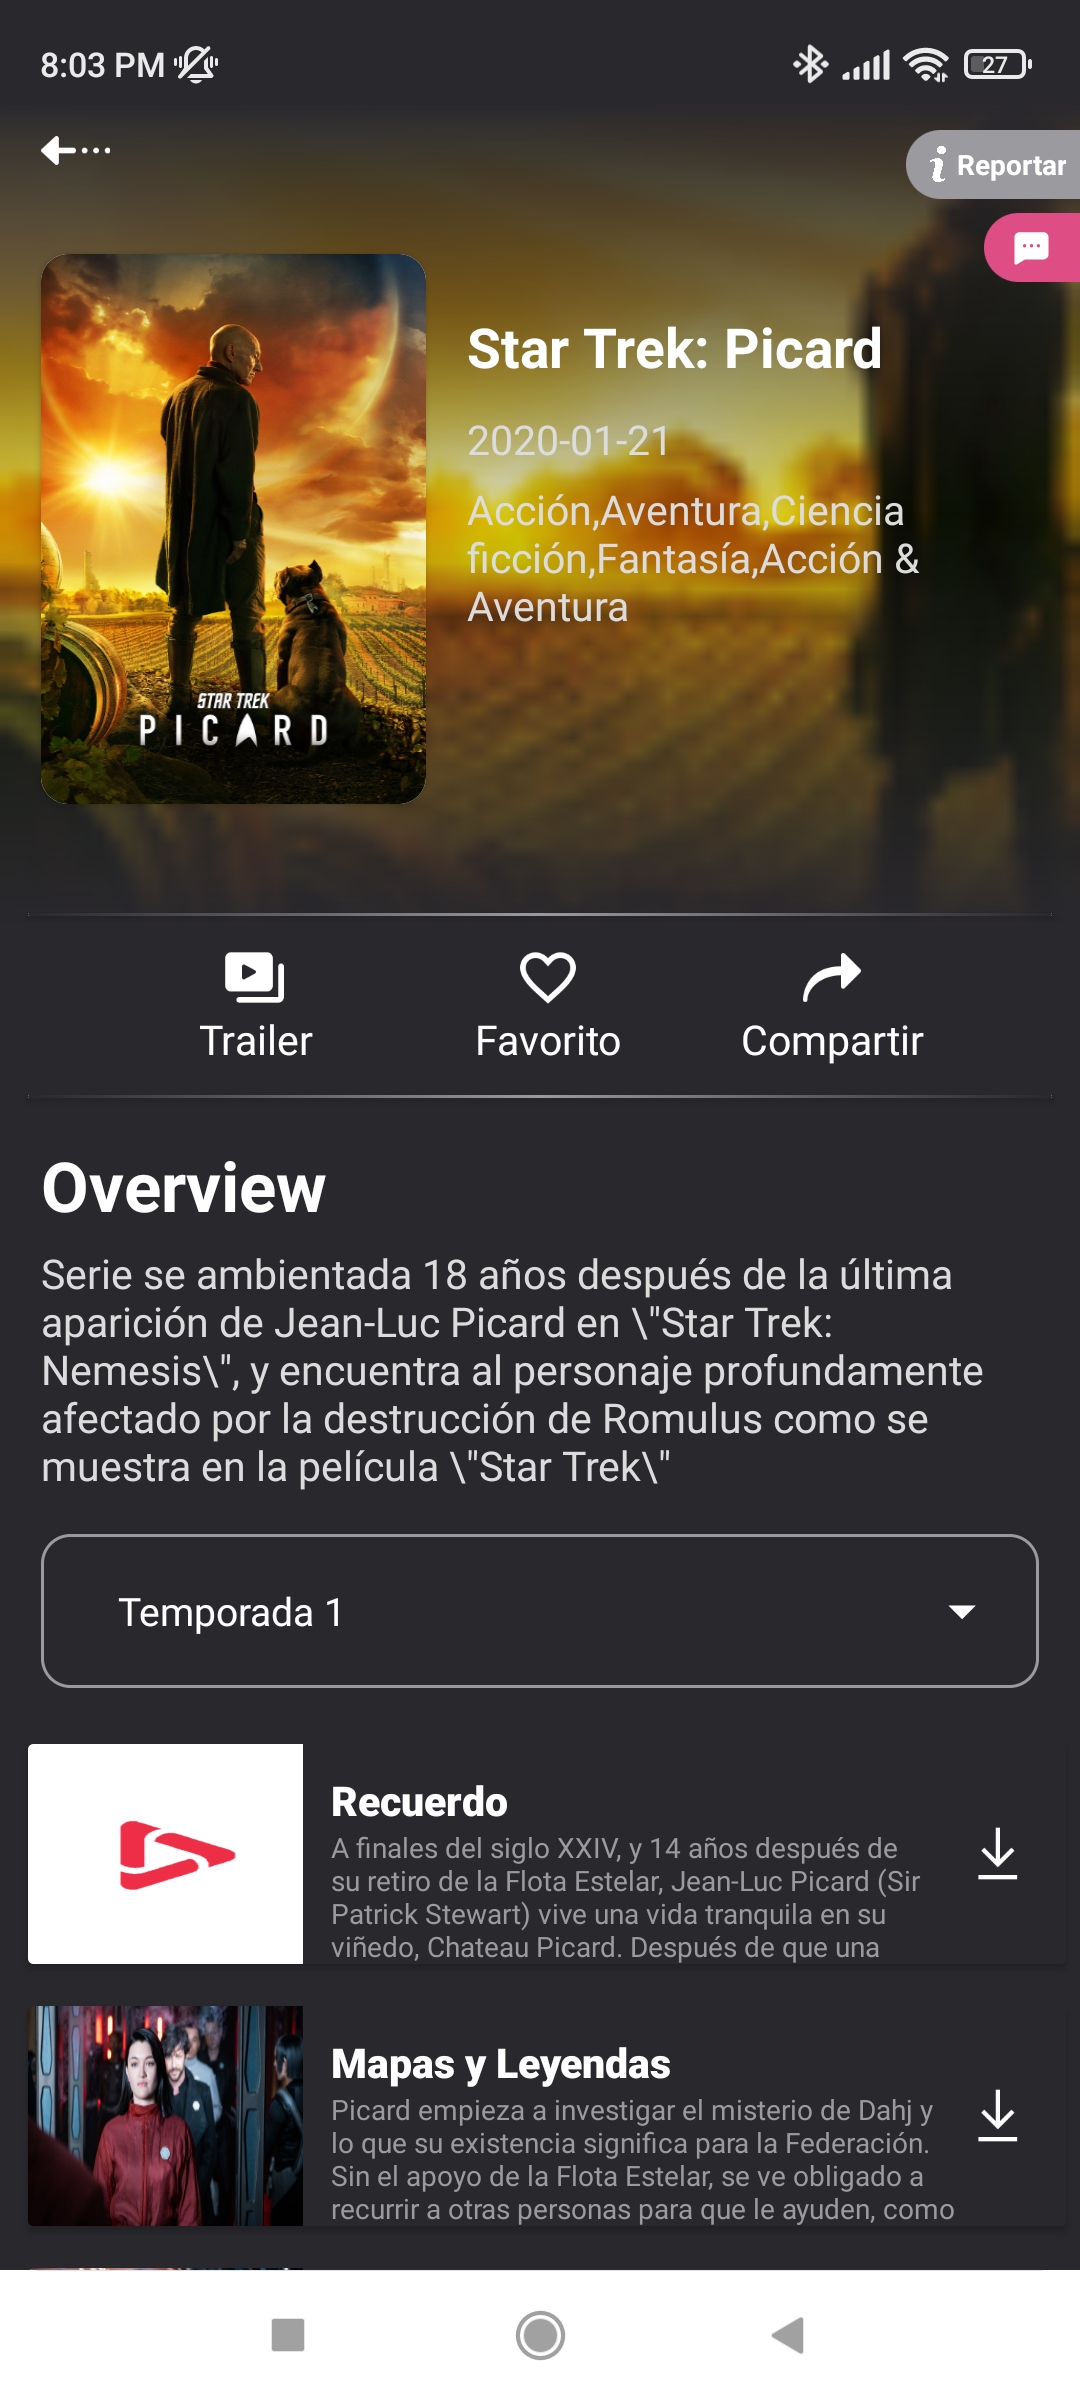 8:03 PM
27
Reportar
Star Trek: Picard
2020-01-21
Acción,Aventura,Ciencia
ficción,Fantasía,Acción &
Aventura
STAR TREK
PICARD
Trailer
Favorito
Compartir
Overview
Serie se ambientada 18 años después de la última
aparición de Jean-Luc Picard en \"Star Trek:
Nemesis\", y encuentra al personaje profundamente
afectado por la destrucción de Romulus como se
muestra en la película \"Star Trek\"
Temporada 1
Recuerdo
A finales del siglo XXIV, y 14 años después de
su retiro de la Flota Estelar, Jean-Luc Picard (Sir
Patrick Stewart) vive una vida tranquila en su
viñedo, Chateau Picard. Después de que una
Mapas y Leyendas
Picard empieza a investigar el misterio de Dahj y
lo que su existencia significa para la Federación.
Sin el apoyo de la Flota Estelar, se ve obligado a
recurrir a otras personas para que le ayuden, como